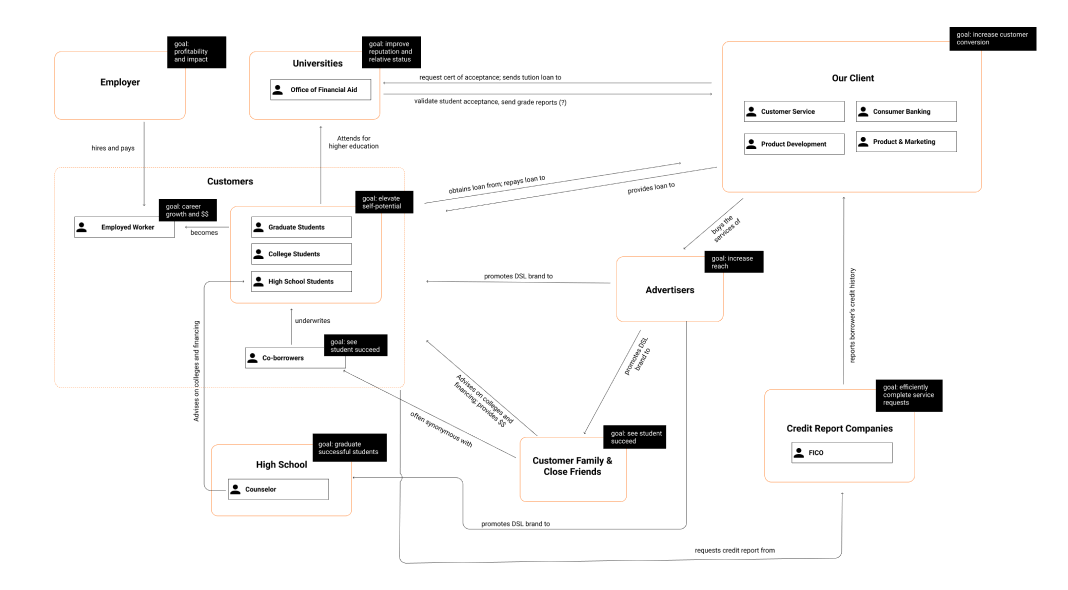 goal:
profitability
and impact
Employer
goal: improve
reputation and
relative status
Universities
Office of Financial Aid
goal: increase customer
conversion
Our Client
Customer Service
Consumer Banking
Product Development
Product & Marketing
request cert of acceptance; sends tution loan to
validate student acceptance, send grade reports (?)
hires and pays
Attends for
higher education
Customers
goal: career
growth and $$
Employed Worker
becomes
goal: elevate
self-potential
Graduate Students
College Students
High School Students
obtains loan from; repays loan to
provides loan to
buys the
services of
goal: increase
reach
Advertisers
promotes DSL brand to
underwrites
goal: see
student succeed
Co-borrowers
promotes DSL
brand to
reports borrower's credit history
Advises on colleges and financing
Advises on colleges and
financing; provides $$
often synonymous with
goal: efficiently
complete service
requests
Credit Report Companies
FICO
goal: graduate
successful students
High School
Counselor
goal: see student
succeed
Customer Family &
Close Friends
promotes DSL brand to
requests credit report from